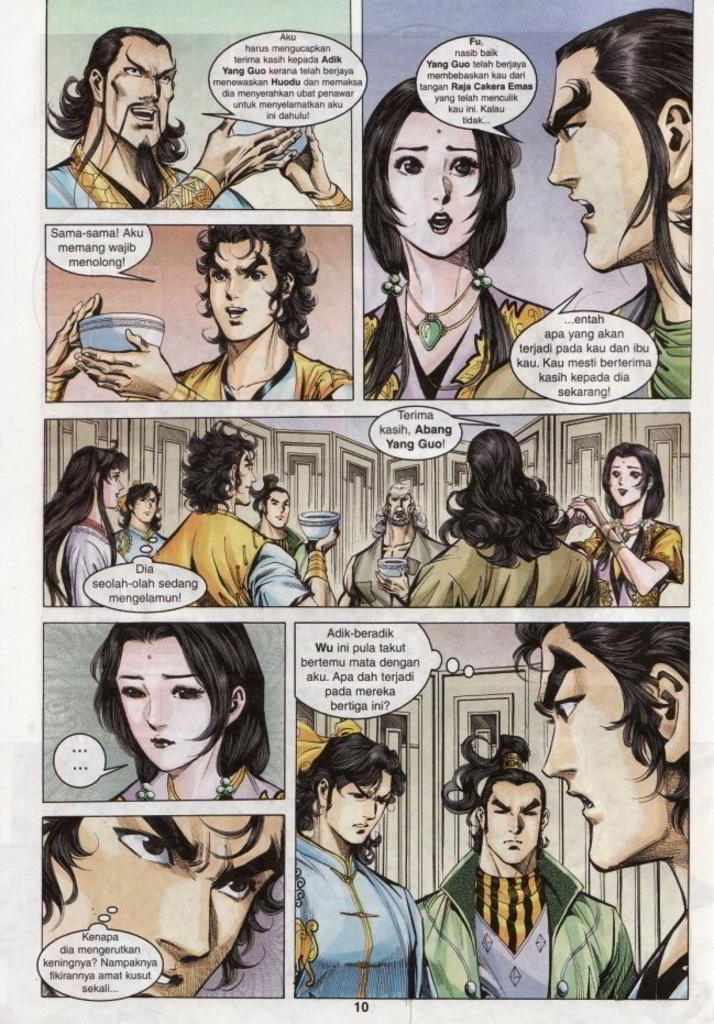 Aku
harus mengucapkan
terima kasih kepada Adik
Yang Guo kerana telah berjaya
menewaskan Huodu dan memaksa
dia menyerahkan ubat penawar
untuk menyelamatkan aku
ini dahulu!
Fu,
nasib baik
Yang Guo telah berjaya
membebaskan kau dari
tangan Raja Cakera Emas
yang telah menculik
kau ini. Kalau
tidak...
Sama-sama! Aku
memang wajib
menolong!
...entah
apa yang akan
terjadi pada kau dan ibu
kau. Kau mesti berterima
kasih kepada dia
sekarang!
Terima
kasih, Abang
Yang Guo!
Dia
seolah-olah sedang
mengelamun!
...
...
Adik-beradik
Wu ini pula takut
bertemu mata dengan
aku. Apa dah terjadi
pada mereka
bertiga ini?
Kenapa
dia mengerutkan
keningnya? Nampaknya
fikirannya amat kusut
sekali...
10